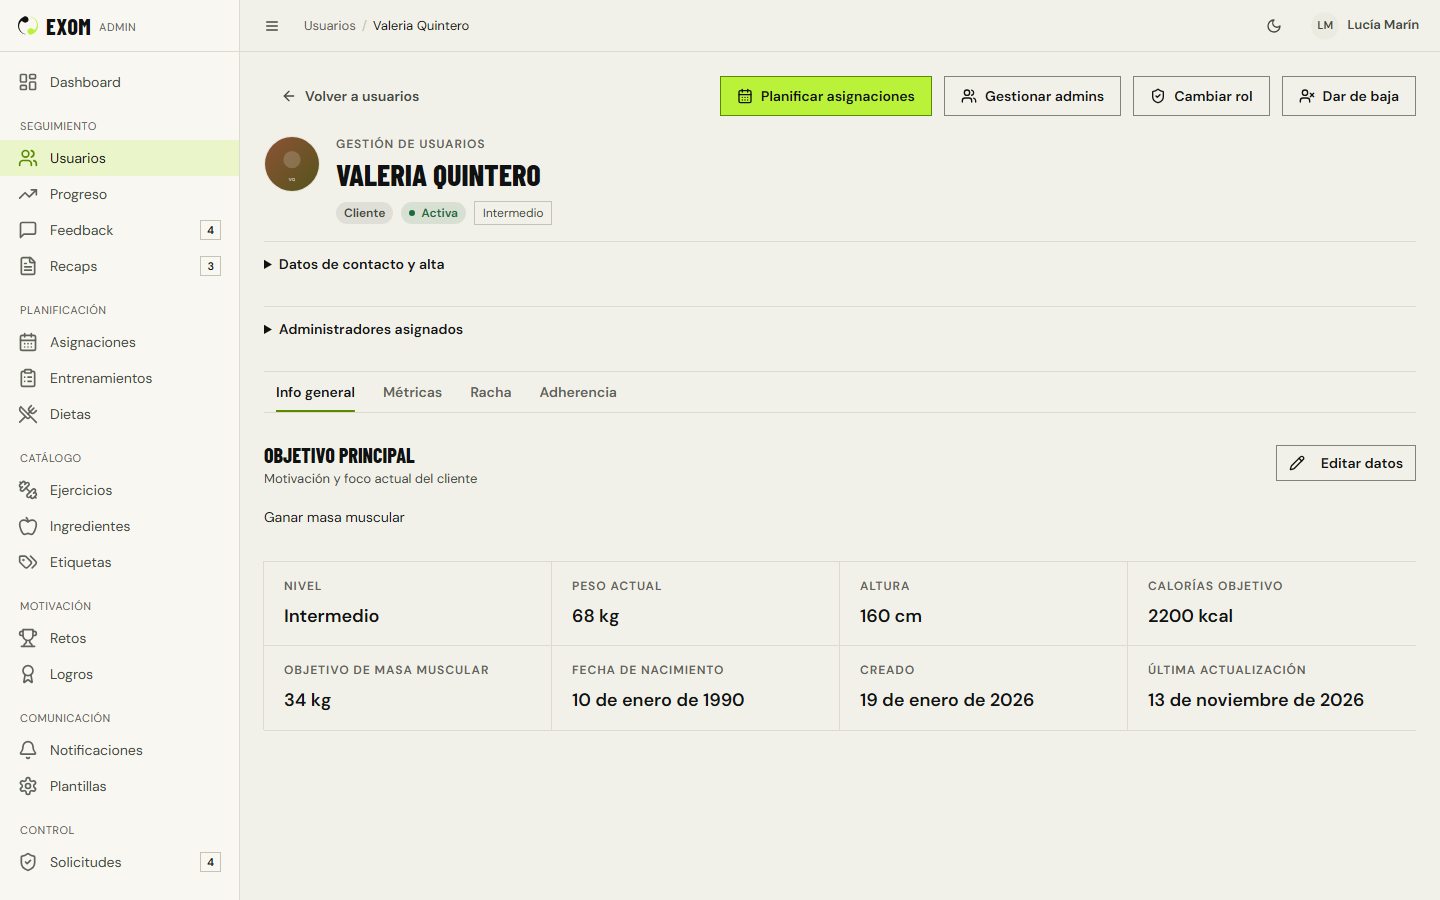 EXOM ADMIN
Usuarios / Valeria Quintero
LM Lucía Marín
Dashboard
SEGUIMIENTO
Usuarios
Progreso
Feedback 4
Recaps 3
PLANIFICACIÓN
Asignaciones
Entrenamientos
Dietas
CATÁLOGO
Ejercicios
Ingredientes
Etiquetas
MOTIVACIÓN
Retos
Logros
COMUNICACIÓN
Notificaciones
Plantillas
CONTROL
Solicitudes 4
Volver a usuarios
Planificar asignaciones
Gestionar admins
Cambiar rol
Dar de baja
GESTIÓN DE USUARIOS
VALERIA QUINTERO
Cliente
Activa
Intermedio
Datos de contacto y alta
Administradores asignados
Info general
Métricas
Racha
Adherencia
OBJETIVO PRINCIPAL
Motivación y foco actual del cliente
Editar datos
Ganar masa muscular
NIVEL
Intermedio
PESO ACTUAL
68 kg
ALTURA
160 cm
CALORÍAS OBJETIVO
2200 kcal
OBJETIVO DE MASA MUSCULAR
34 kg
FECHA DE NACIMIENTO
10 de enero de 1990
CREADO
19 de enero de 2026
ÚLTIMA ACTUALIZACIÓN
13 de noviembre de 2026